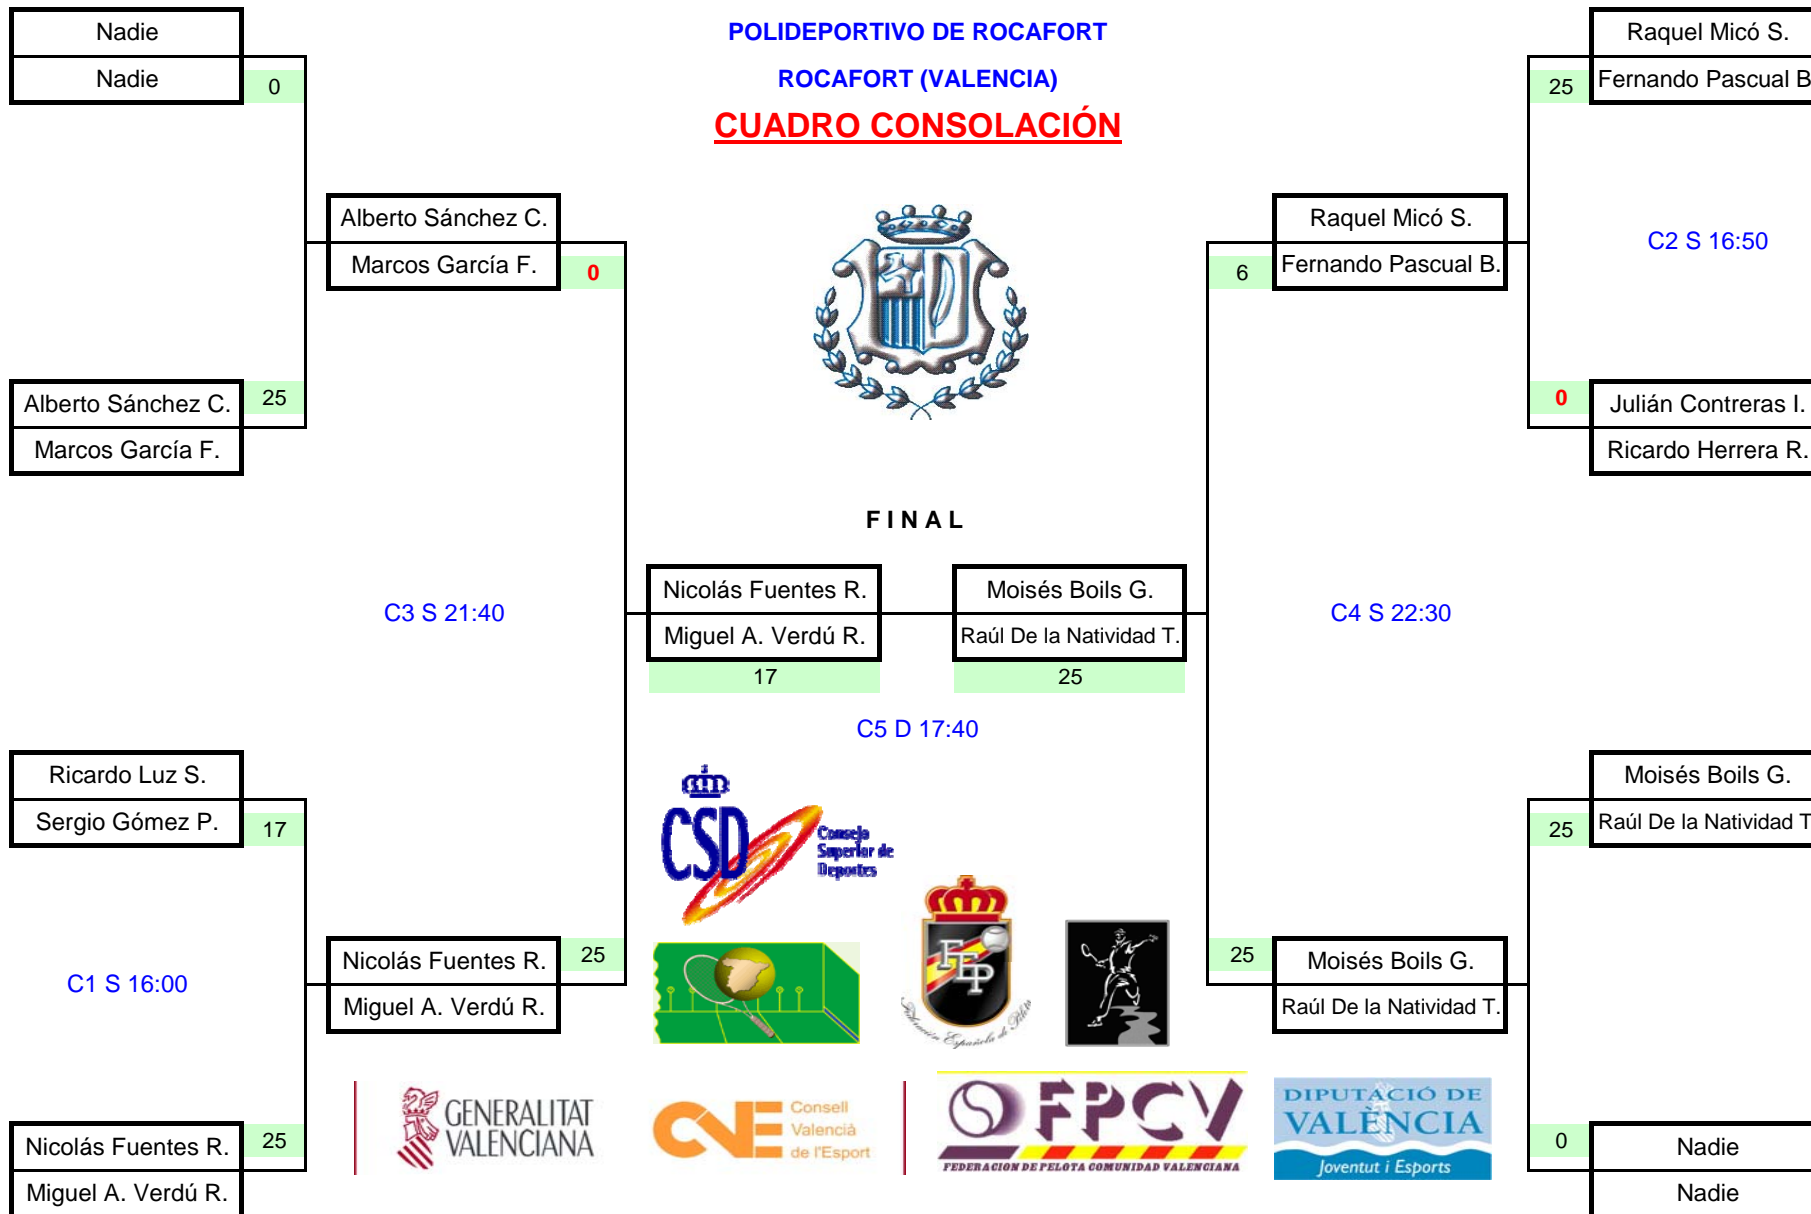 Nadie
Nadie
0
POLIDEPORTIVO DE ROCAFORT
ROCAFORT (VALENCIA)
CUADRO CONSOLACIÓN
Raquel Micó S.
25
Fernando Pascual B
Alberto Sánchez C.
Marcos García F.
0
Raquel Micó S.
6
Fernando Pascual B.
C2 S 16:50
Alberto Sánchez C.
25
Marcos García F.
0
Julián Contreras I.
Ricardo Herrera R.
FINAL
C3 S 21:40
Nicolás Fuentes R.
Miguel A. Verdú R.
17
Moisés Boils G.
Raúl De la Natividad T.
25
C4 S 22:30
C5 D 17:40
Ricardo Luz S.
Sergio Gómez P.
17
CSD
Consejo
Superior de
Deportes
Moisés Boils G.
25
Raúl De la Natividad T
C1 S 16:00
Nicolás Fuentes R.
25
Miguel A. Verdú R.
FEP
Federación Española de Pelota
25
Moisés Boils G.
Raúl De la Natividad T.
Nicolás Fuentes R.
25
Miguel A. Verdú R.
GENERALITAT
VALENCIANA
CVE
Consell
Valencià
de l'Esport
FPCV
FEDERACION DE PELOTA COMUNIDAD VALENCIANA
DIPUTACIÓ DE
VALÈNCIA
Joventut i Esports
0
Nadie
Nadie